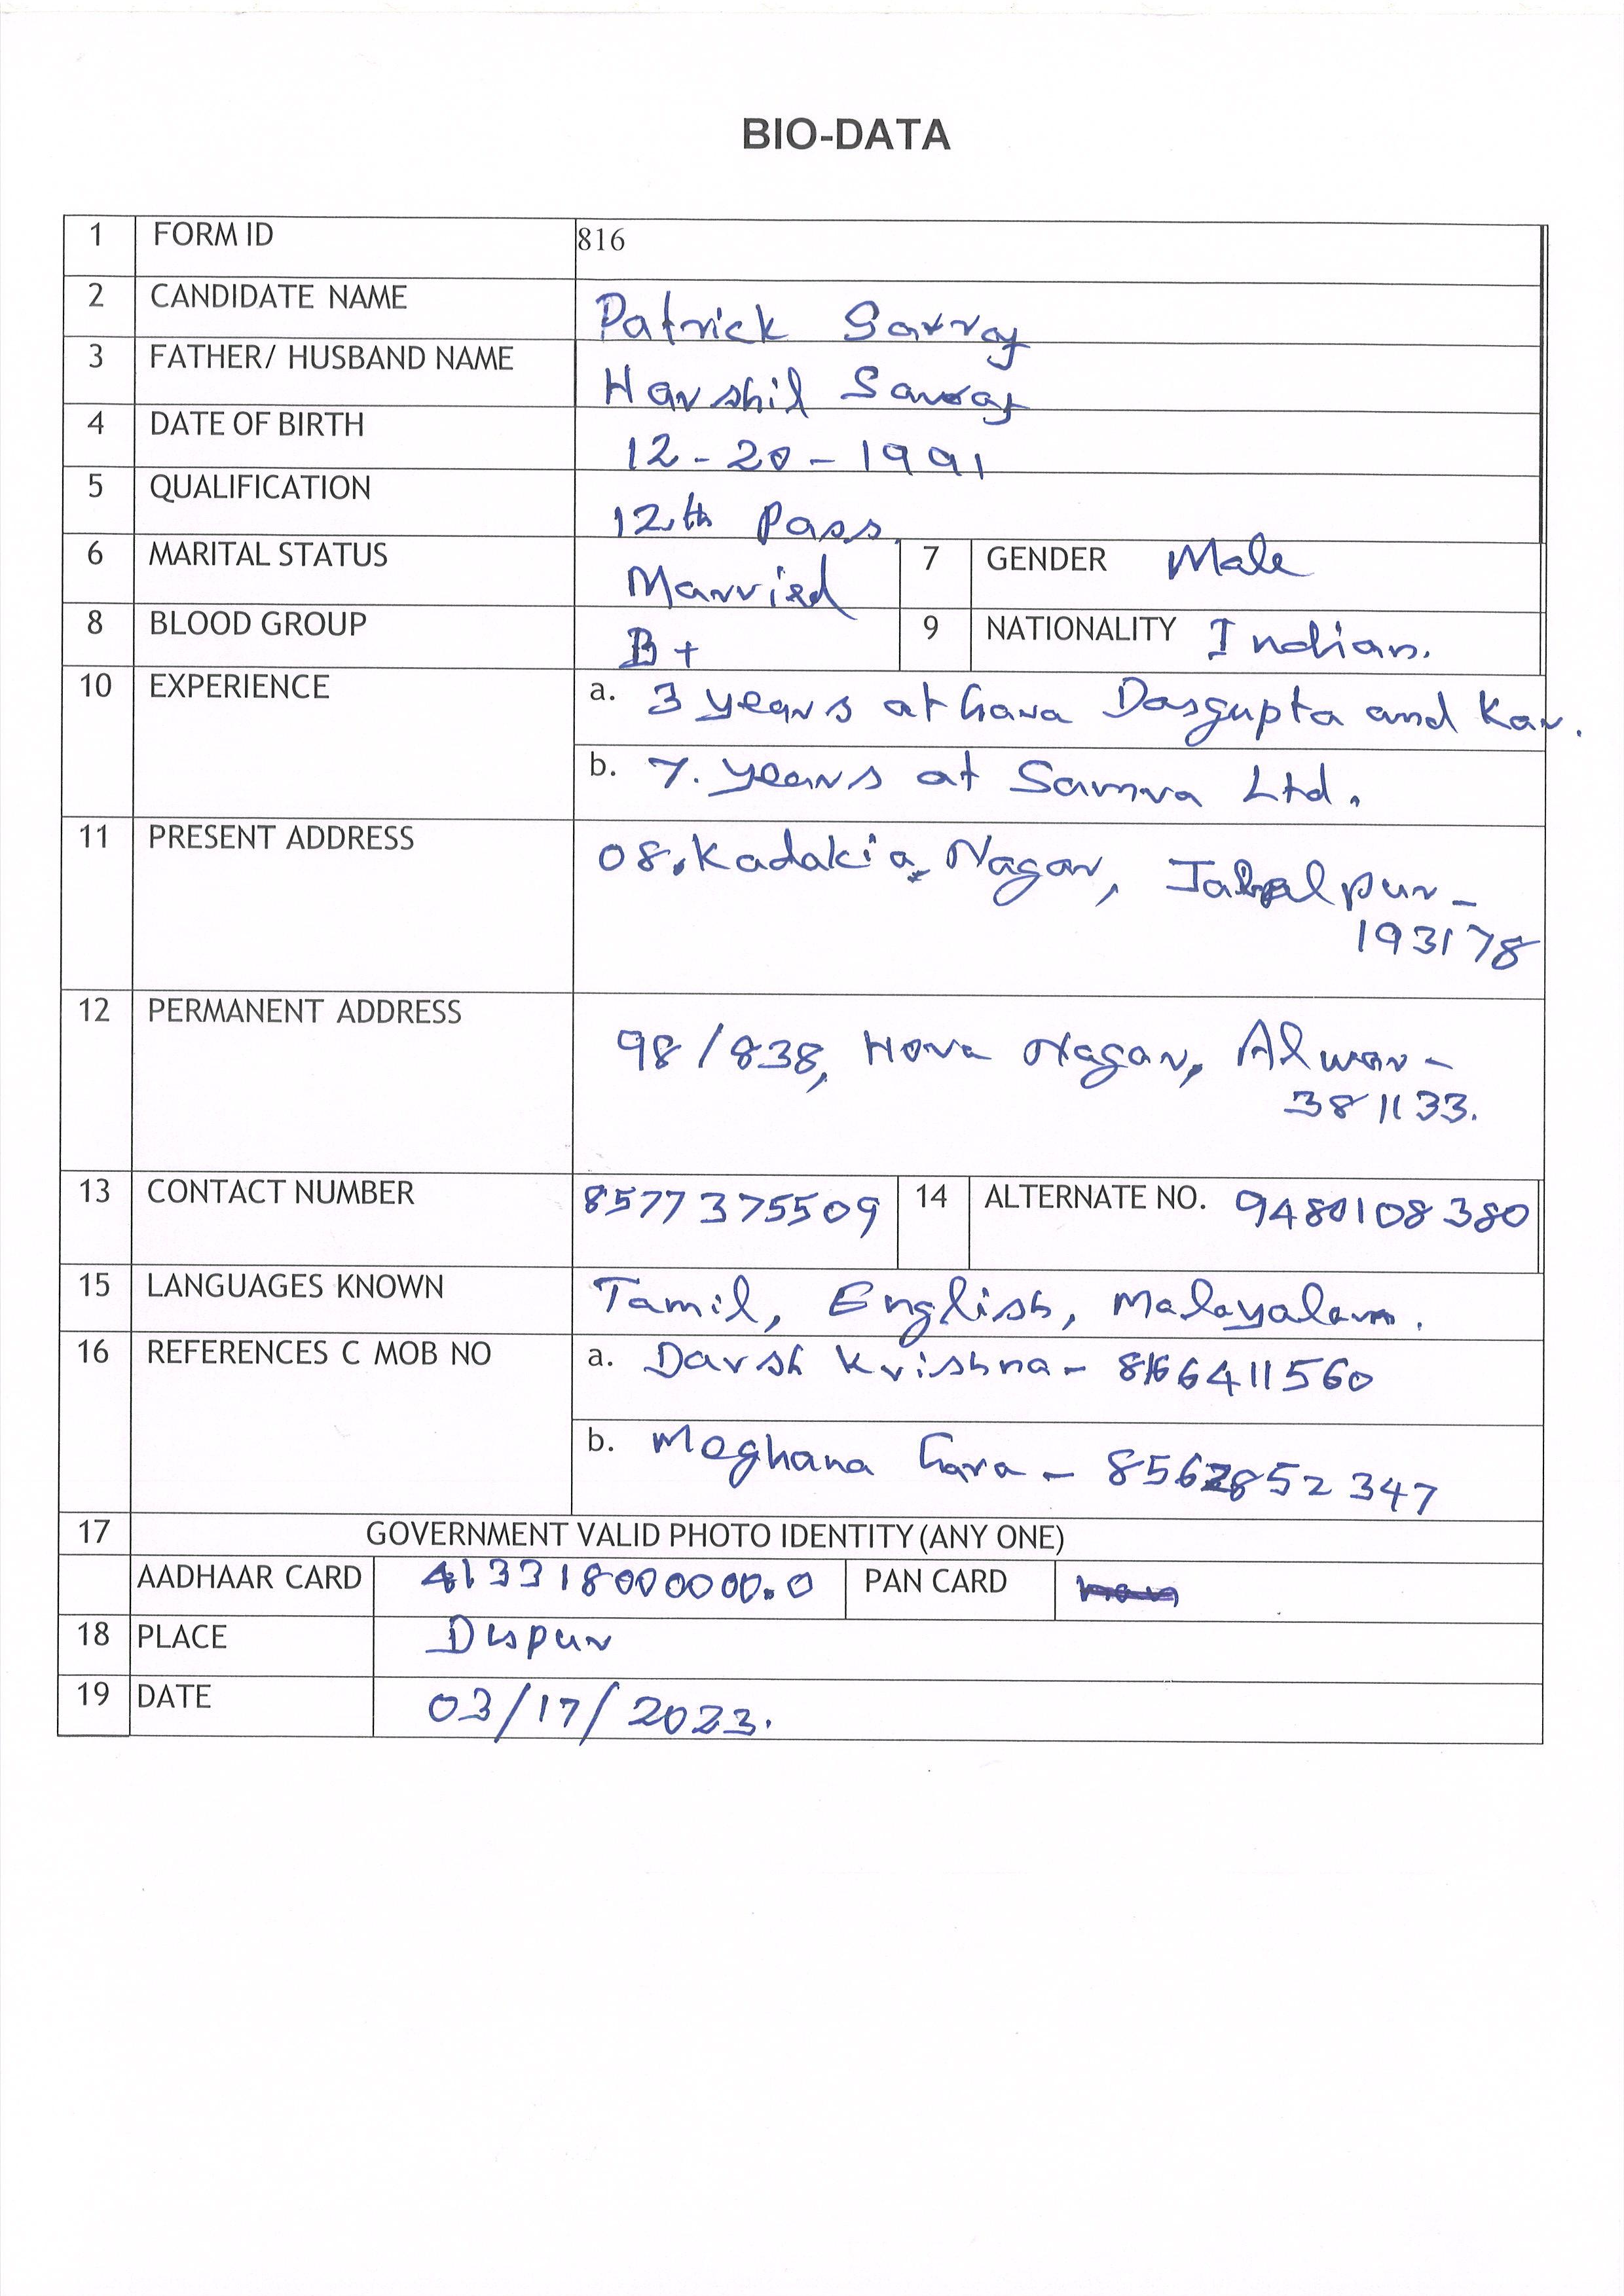 BIO-DATA
1 FORM ID 816
2 CANDIDATE NAME Patrick Sarraf
3 FATHER/ HUSBAND NAME Harshil Sarraf
4 DATE OF BIRTH 12-20-1991
5 QUALIFICATION 12th Pass
6 MARITAL STATUS Married 7 GENDER Male
8 BLOOD GROUP B+ 9 NATIONALITY Indian.
10 EXPERIENCE a. 3 years at Gara Dasgupta and Kar.
b. 7. years at Samra Ltd.
11 PRESENT ADDRESS 08, Kadakia Nagar, Jabalpur -
193178
12 PERMANENT ADDRESS 98/838, Hora Nagar, Alwar -
381133.
13 CONTACT NUMBER 8577375509 14 ALTERNATE NO. 9480108380
15 LANGUAGES KNOWN Tamil, English, Malayalam.
16 REFERENCES C MOB NO a. Darsh Krishna - 8166411560
b. Meghana Gara - 8562852347
17 GOVERNMENT VALID PHOTO IDENTITY (ANY ONE)
AADHAAR CARD 413318000000.0 PAN CARD
18 PLACE Dispur
19 DATE 03/17/2023.